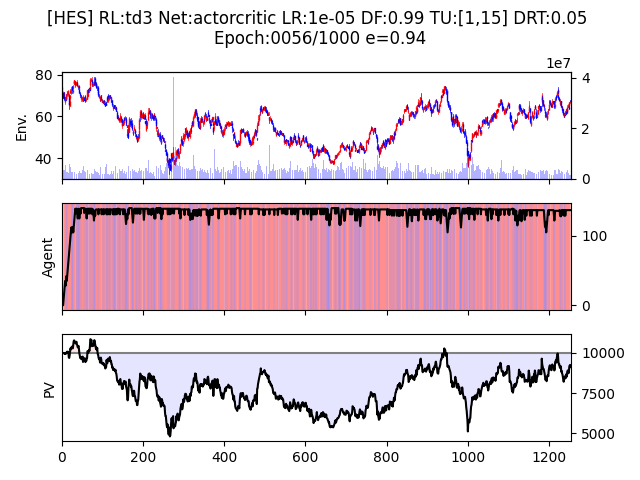 [HES] RL:td3 Net:actorcritic LR:1e-05 DF:0.99 TU:[1,15] DRT:0.05
Epoch:0056/1000 e=0.94
1e7
80
60
40
Env.
4
2
0
Agent
100
0
PV
10000
7500
5000
0 200 400 600 800 1000 1200